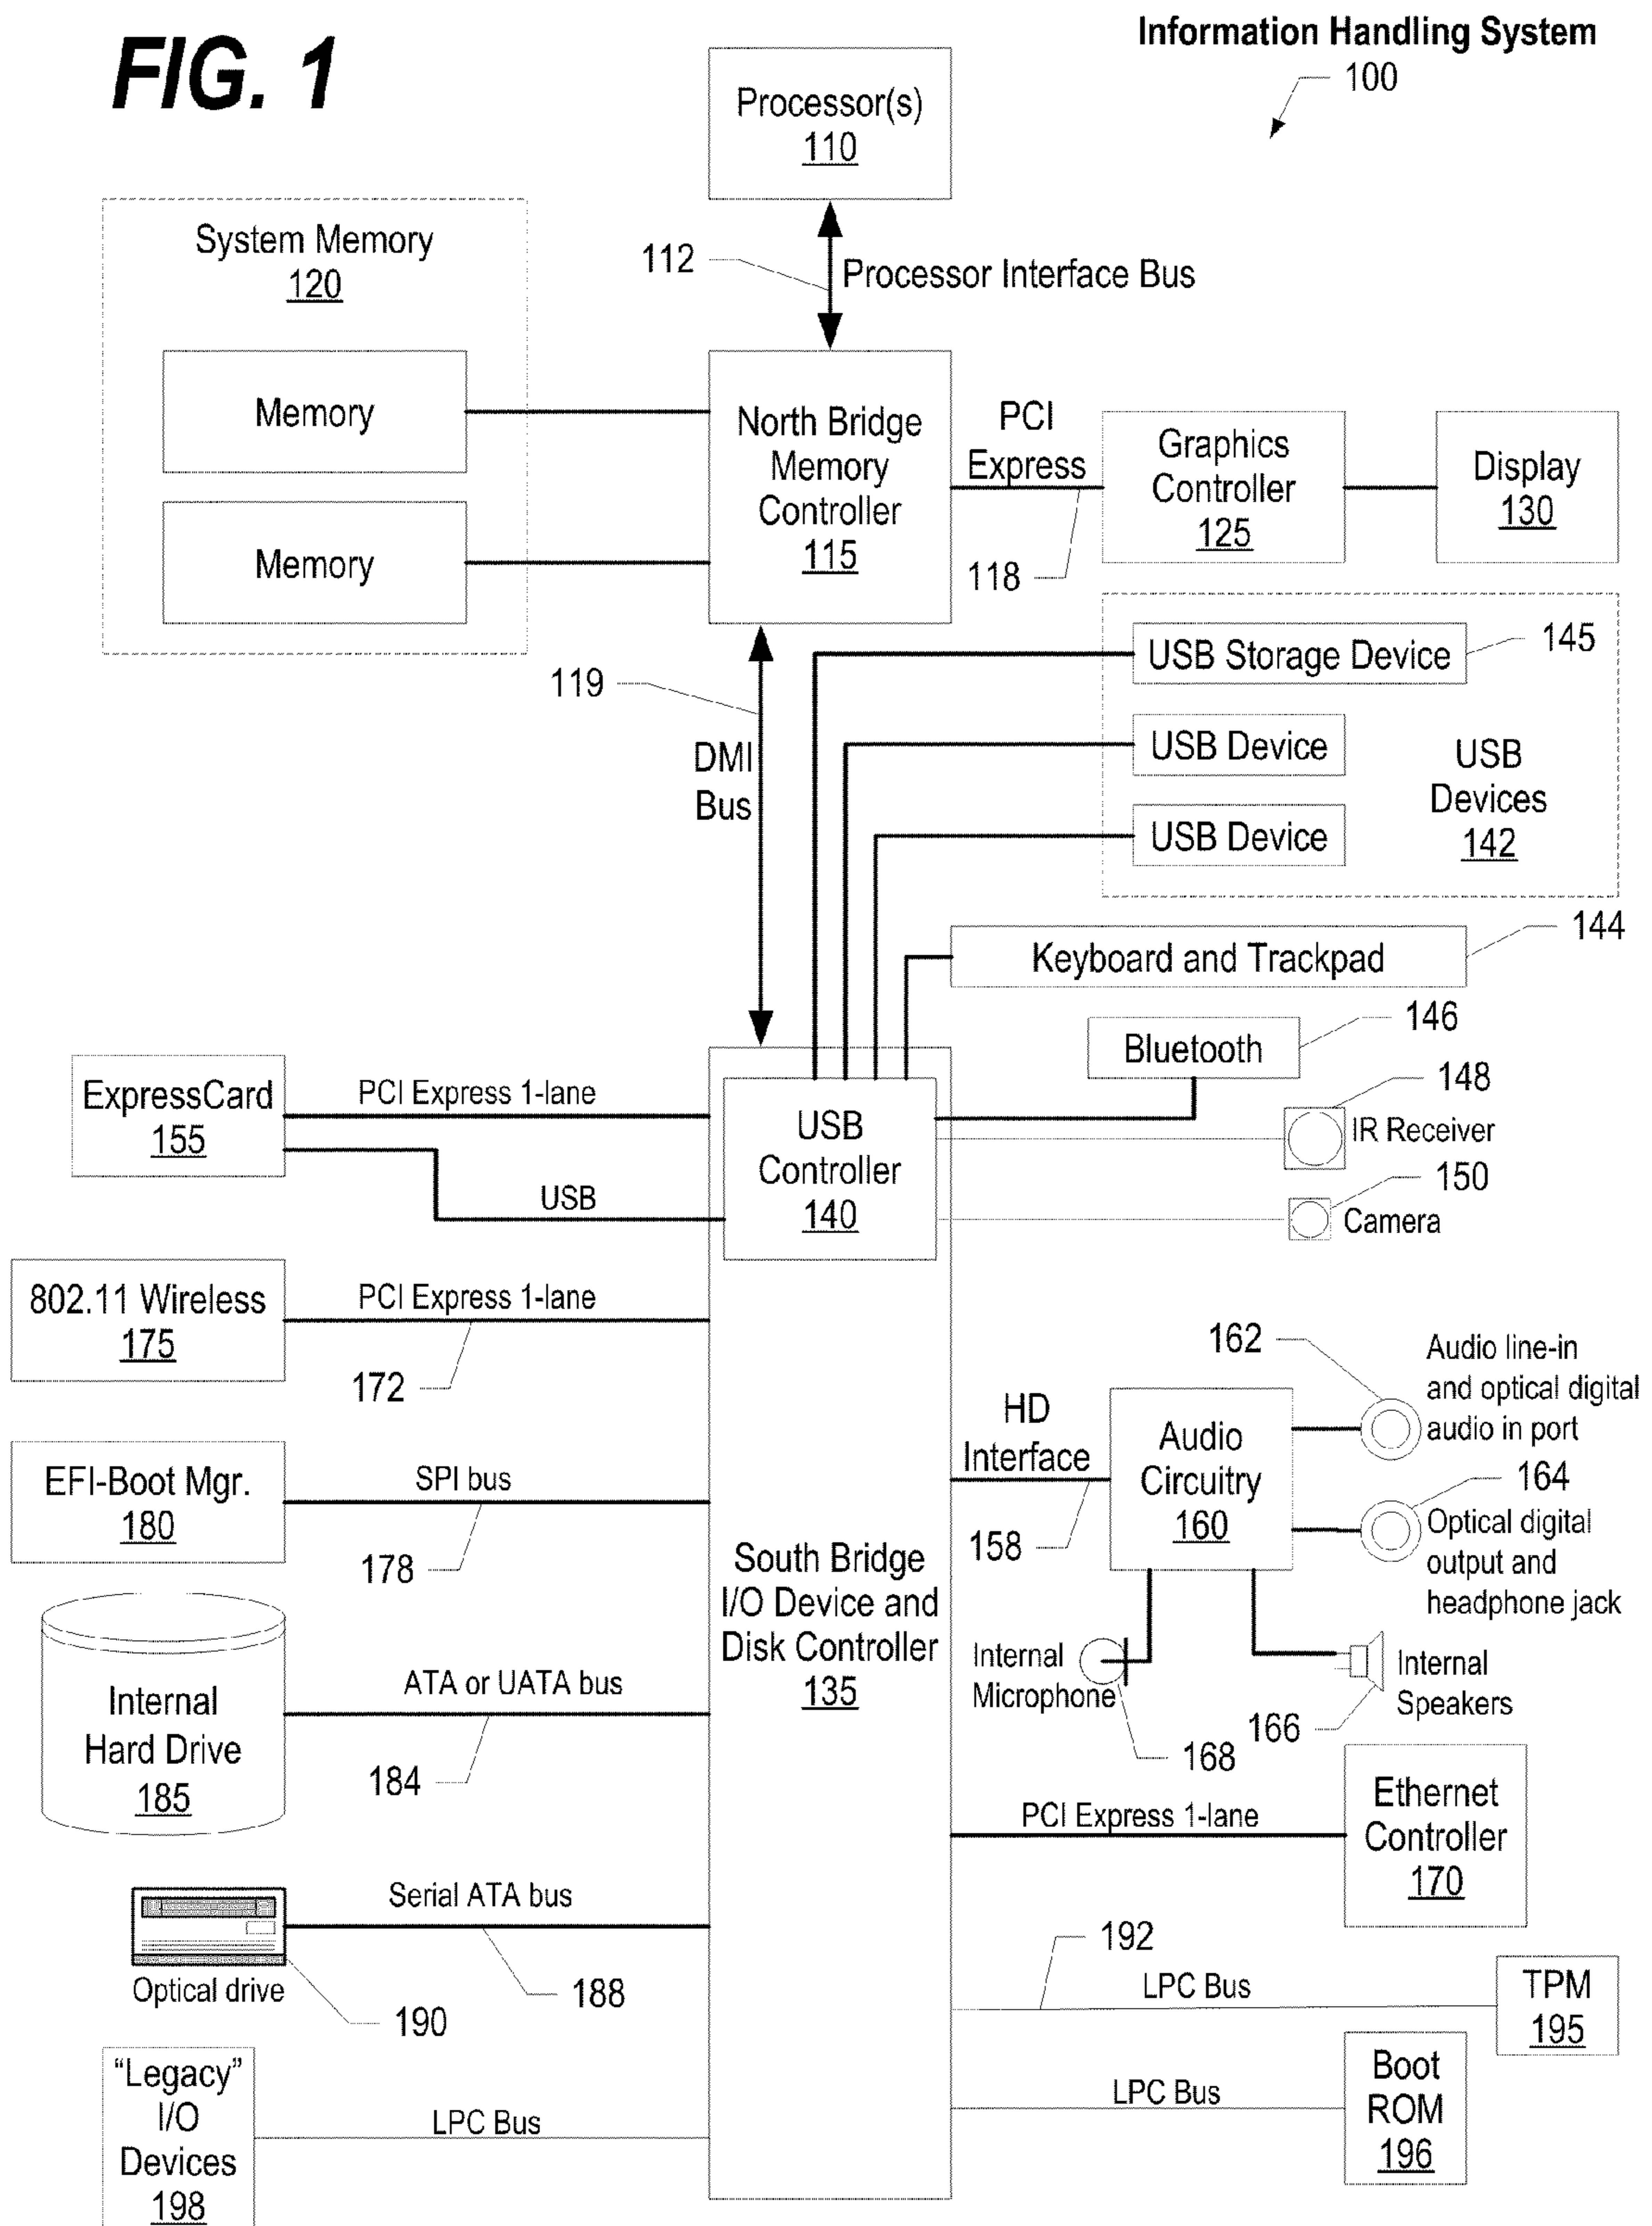 FIG. 1
Information Handling System
100
Processor(s)
110
System Memory
120
112
Processor Interface Bus
Memory
Memory
North Bridge
Memory
Controller
115
PCI
Express
118
Graphics
Controller
125
Display
130
119
DMI
Bus
USB Storage Device
145
USB Device
USB Device
USB
Devices
142
Keyboard and Trackpad
144
Bluetooth
146
148
IR Receiver
150
Camera
ExpressCard
155
PCI Express 1-lane
USB
USB
Controller
140
802.11 Wireless
175
PCI Express 1-lane
172
162
Audio line-in
and optical digital
audio in port
HD
Interface
158
Audio
Circuitry
160
164
Optical digital
output and
headphone jack
EFI-Boot Mgr.
180
SPI bus
178
South Bridge
I/O Device and
Disk Controller
135
Internal
Microphone
168
Internal
Speakers
166
Internal
Hard Drive
185
ATA or UATA bus
184
PCI Express 1-lane
Ethernet
Controller
170
Serial ATA bus
188
Optical drive
190
192
LPC Bus
TPM
195
LPC Bus
Boot
ROM
196
“Legacy”
I/O
Devices
198
LPC Bus